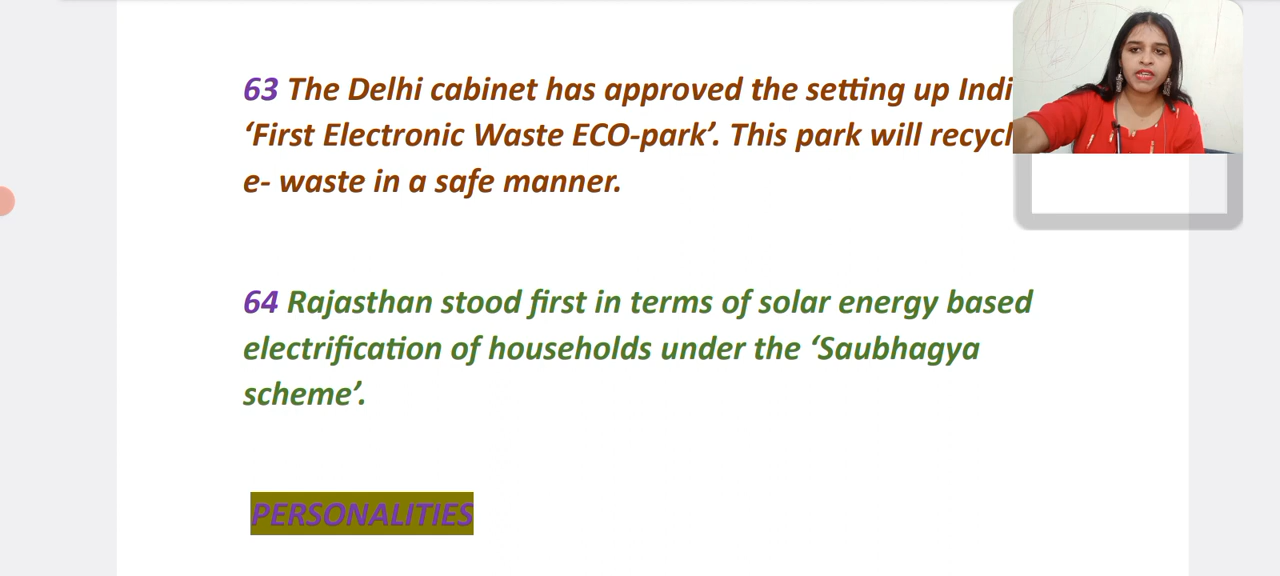 63 The Delhi cabinet has approved the setting up
‘First Electronic Waste ECO-park’. This park will
e- waste in a safe manner.
64 Rajasthan stood first in terms of solar energy based
electrification of households under the ‘Saubhagya
scheme’.
PERSONALITIES